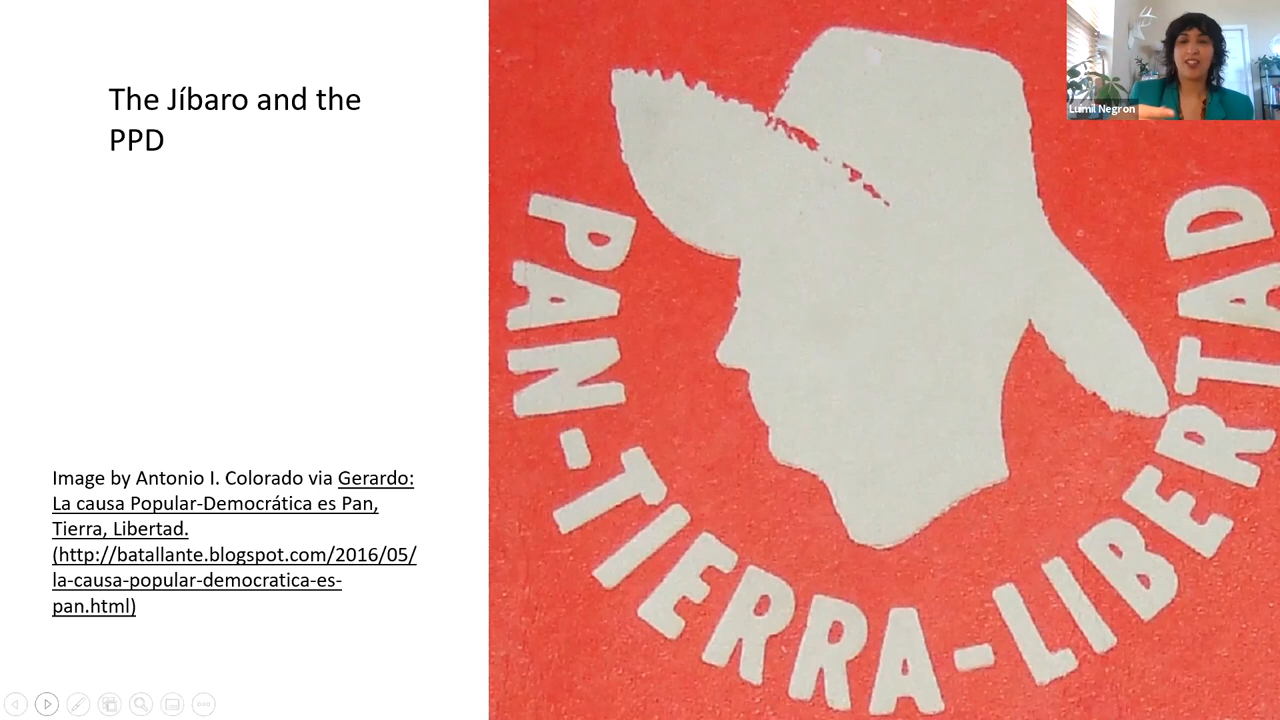 The Jíbaro and the
PPD
Image by Antonio I. Colorado via Gerardo:
La causa Popular-Democrática es Pan,
Tierra, Libertad.
(http://batallante.blogspot.com/2016/05/
la-causa-popular-democratica-es-
pan.html)
PAN-TIERRA-LIBERTAD
Luimil Negron